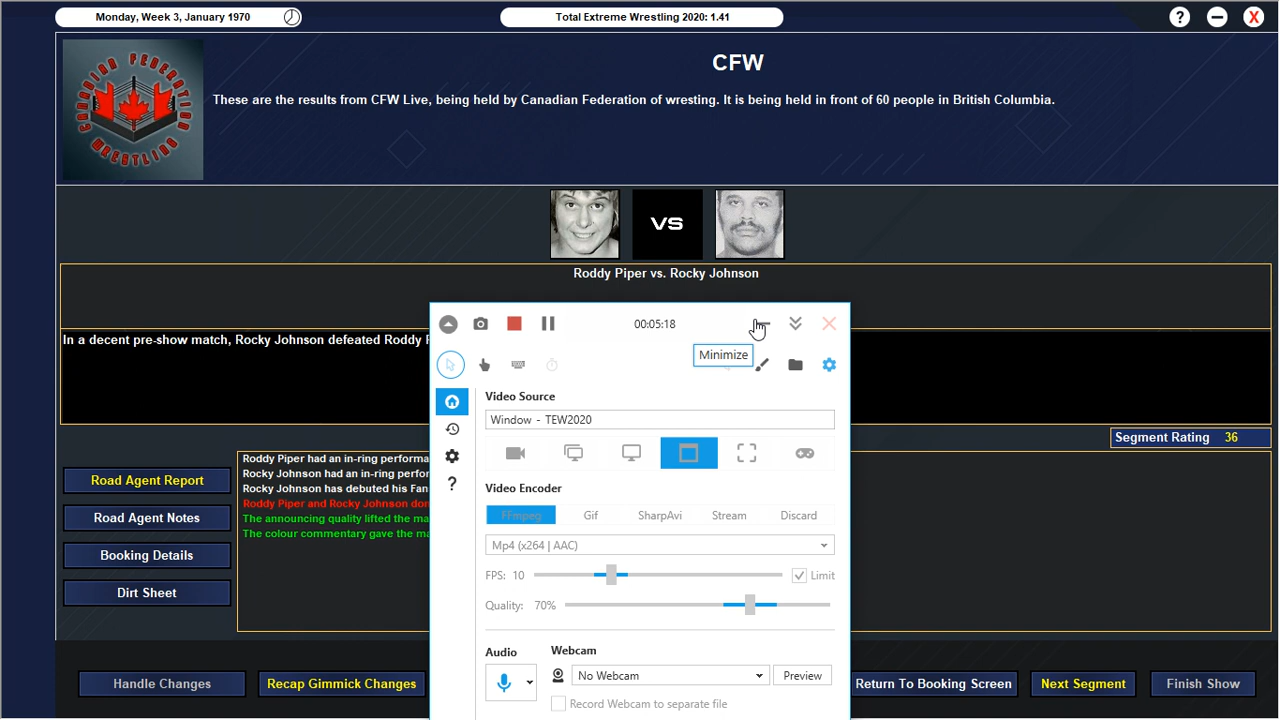 Monday, Week 3, January 1970
Total Extreme Wrestling 2020: 1.41
?
X
CANADIAN FEDERATION WRESTLING
CFW
These are the results from CFW Live, being held by Canadian Federation of wresting. It is being held in front of 60 people in British Columbia.
VS
Roddy Piper vs. Rocky Johnson
In a decent pre-show match, Rocky Johnson defeated Roddy
00:05:18
Minimize
Video Source
Window - TEW2020
Video Encoder
FFmpeg
Gif
SharpAvi
Stream
Discard
Mp4 (x264 | AAC)
FPS: 10
Limit
Quality: 70%
Audio
Webcam
No Webcam
Preview
Record Webcam to separate file
?
Segment Rating 36
Road Agent Report
Road Agent Notes
Booking Details
Dirt Sheet
Roddy Piper had an in-ring performa
Rocky Johnson had an in-ring perfor
Rocky Johnson has debuted his Fan
Roddy Piper and Rocky Johnson don
The announcing quality lifted the ma
The colour commentary gave the ma
Handle Changes
Recap Gimmick Changes
Return To Booking Screen
Next Segment
Finish Show